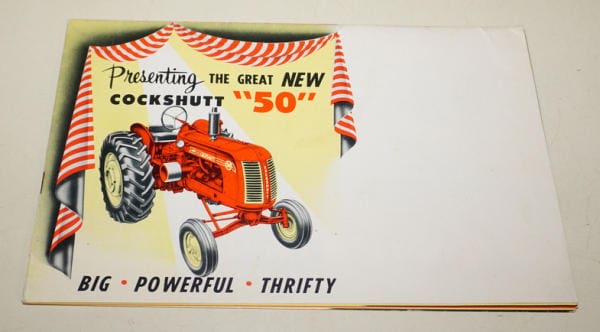 Presenting THE GREAT NEW
COCKSHUTT "50"
BIG • POWERFUL • THRIFTY